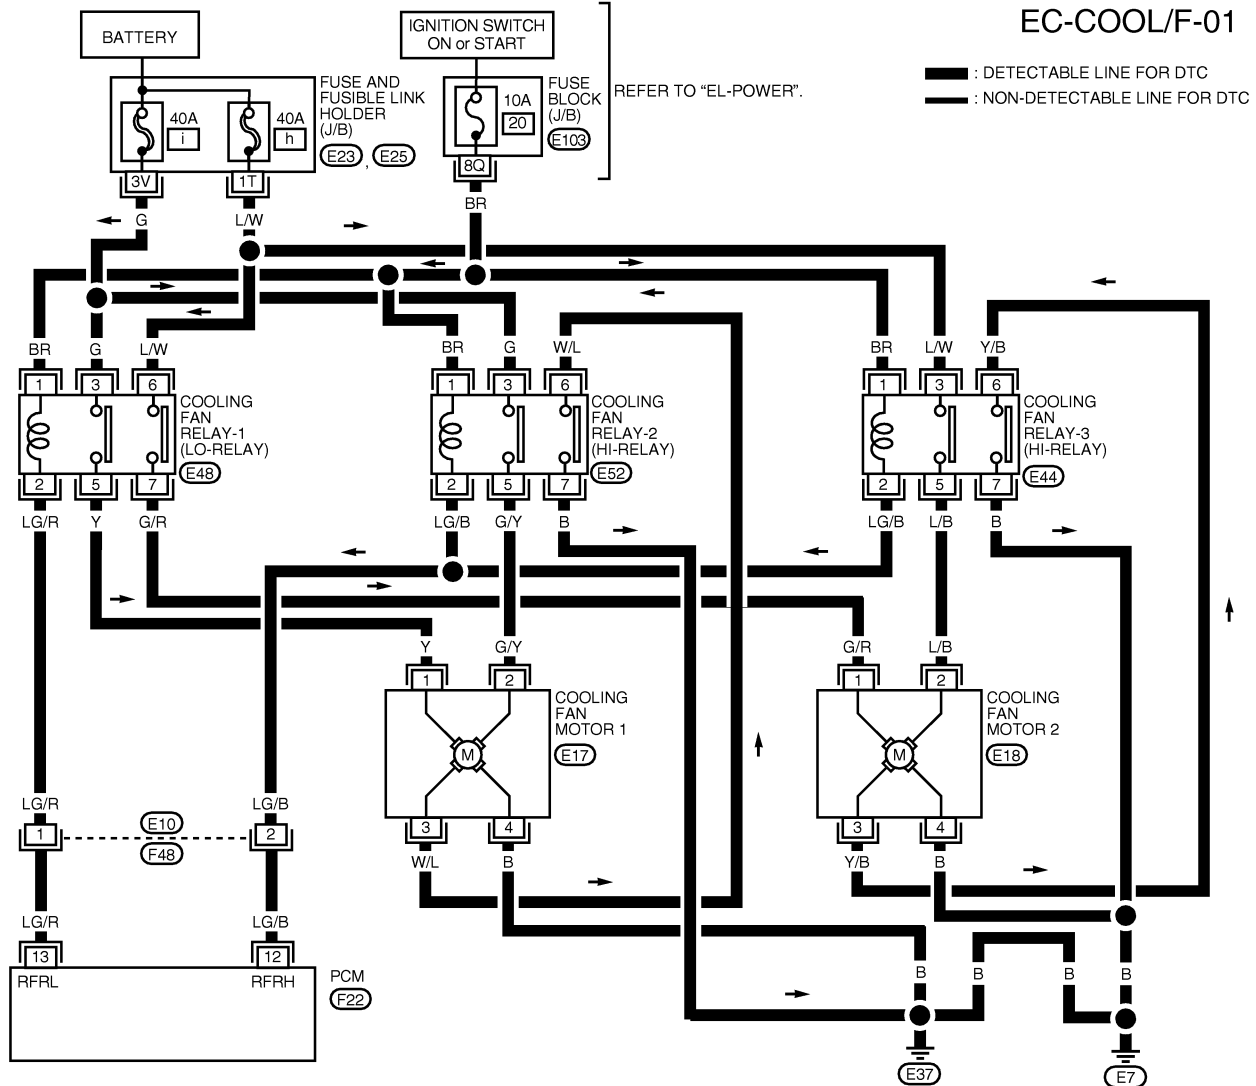 EC-COOL/F-01
BATTERY
IGNITION SWITCH
ON or START
: DETECTABLE LINE FOR DTC
: NON-DETECTABLE LINE FOR DTC
FUSE AND
FUSIBLE LINK
HOLDER
(J/B)
E23 , E25
40A
i
40A
h
10A
20
FUSE
BLOCK
(J/B)
E103
REFER TO “EL-POWER”.
3V
1T
8Q
G
L/W
BR
BR
G
L/W
BR
G
W/L
BR
L/W
Y/B
1
3
6
1
3
6
1
3
6
COOLING
FAN
RELAY-1
(LO-RELAY)
E48
COOLING
FAN
RELAY-2
(HI-RELAY)
E52
COOLING
FAN
RELAY-3
(HI-RELAY)
E44
2
5
7
2
5
7
2
5
7
LG/R
Y
G/R
LG/B
G/Y
B
LG/B
L/B
B
Y
G/Y
G/R
L/B
1
2
1
2
COOLING
FAN
MOTOR 1
E17
COOLING
FAN
MOTOR 2
E18
M
M
3
4
3
4
W/L
B
Y/B
B
LG/R
LG/B
1
2
E10
F48
LG/R
LG/B
13
12
RFRL
RFRH
PCM
F22
B
B
B
B
E37
E7